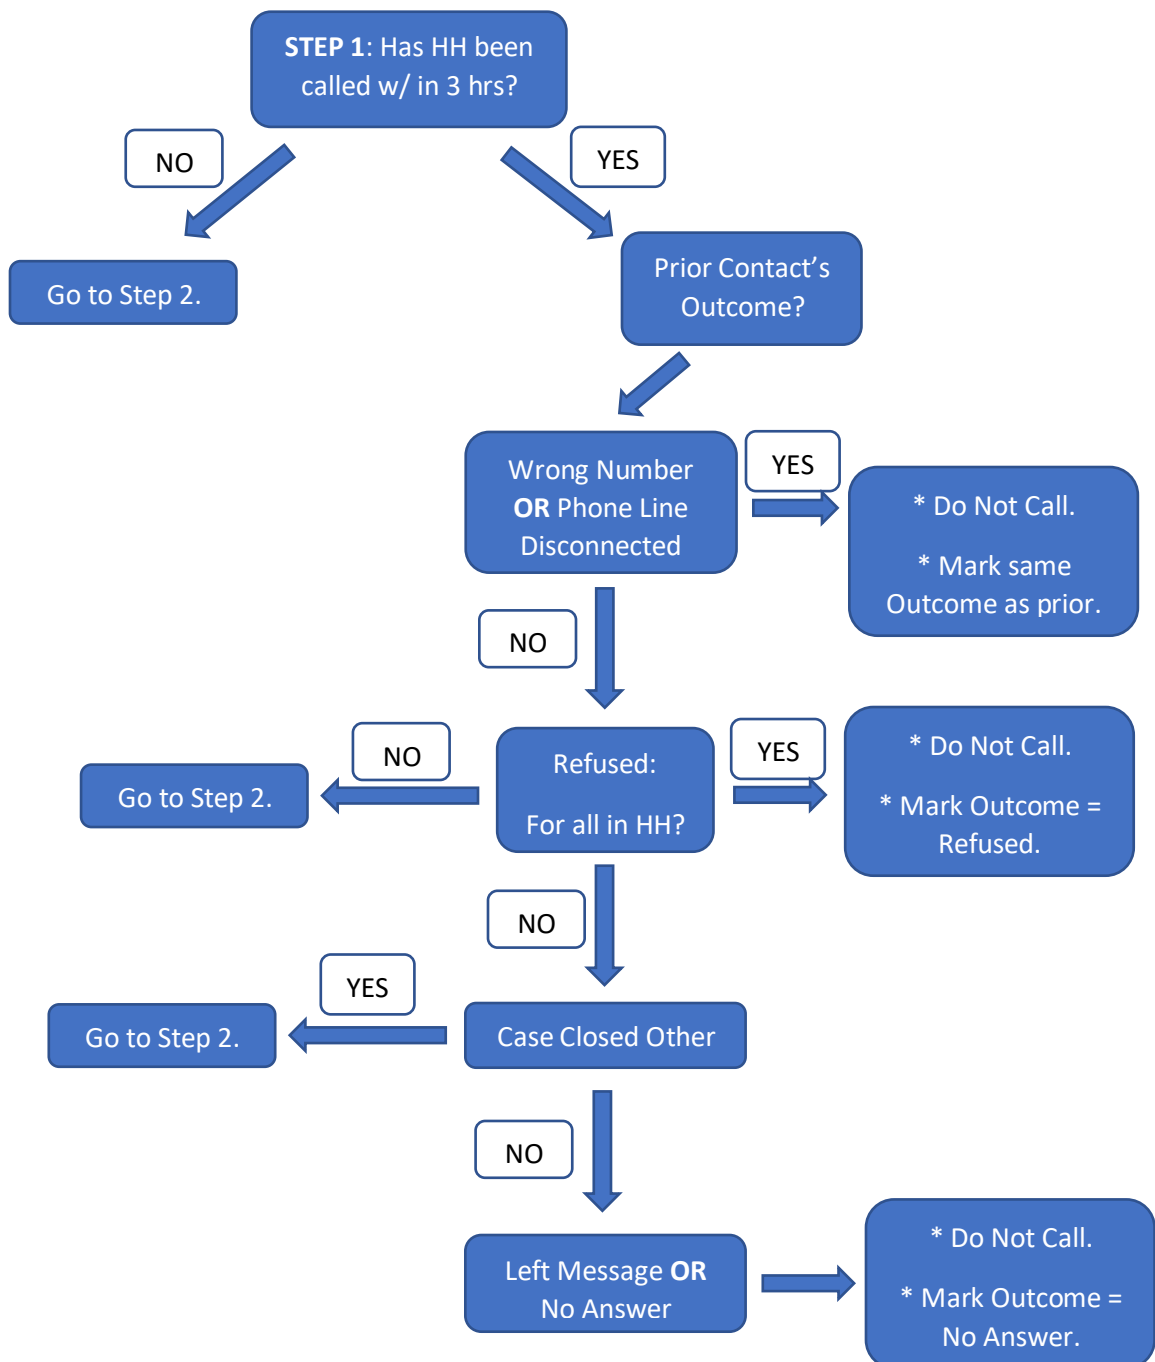 STEP 1: Has HH been
called w/ in 3 hrs?
NO
YES
Go to Step 2.
Prior Contact’s
Outcome?
Wrong Number
OR Phone Line
Disconnected
YES
* Do Not Call.
* Mark same
Outcome as prior.
NO
Go to Step 2.
NO
Refused:
For all in HH?
YES
* Do Not Call.
* Mark Outcome =
Refused.
NO
Go to Step 2.
YES
Case Closed Other
NO
Left Message OR
No Answer
* Do Not Call.
* Mark Outcome =
No Answer.